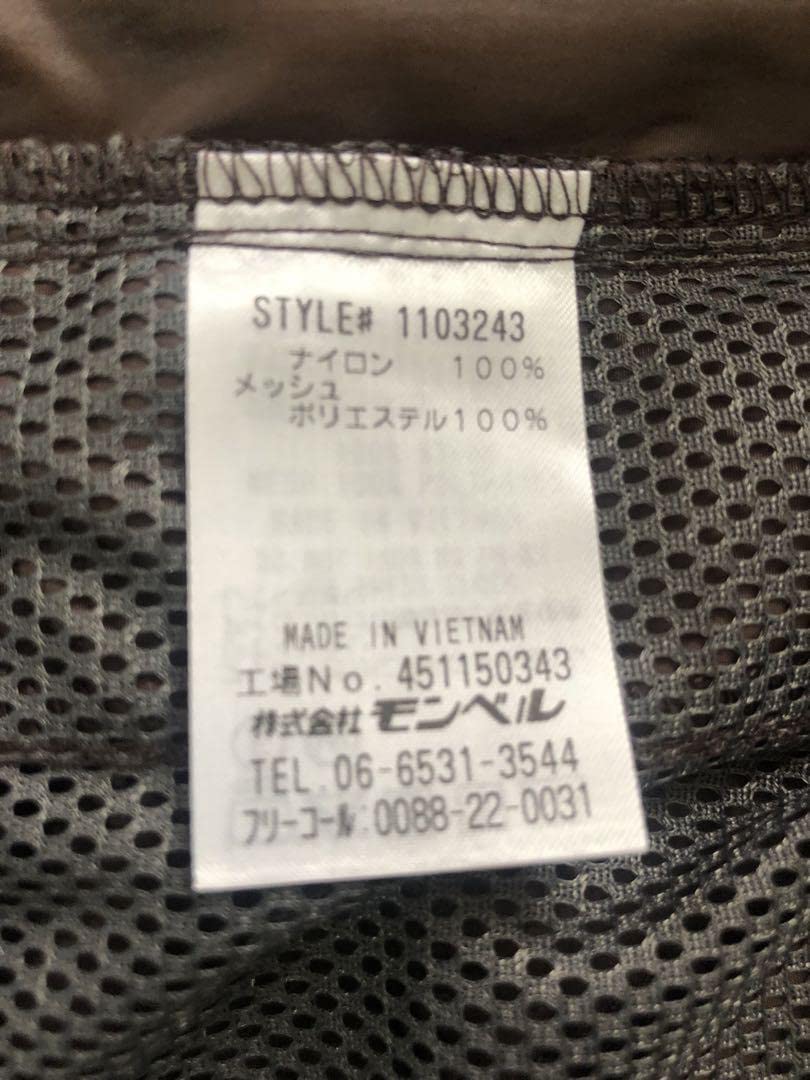 STYLE# 1103243
ナイロン 100%
メッシュ
ポリエステル100%
MADE IN VIETNAM
工場No. 451150343
株式会社 モンベル
TEL.06-6531-3544
フリーコール:0088-22-0031